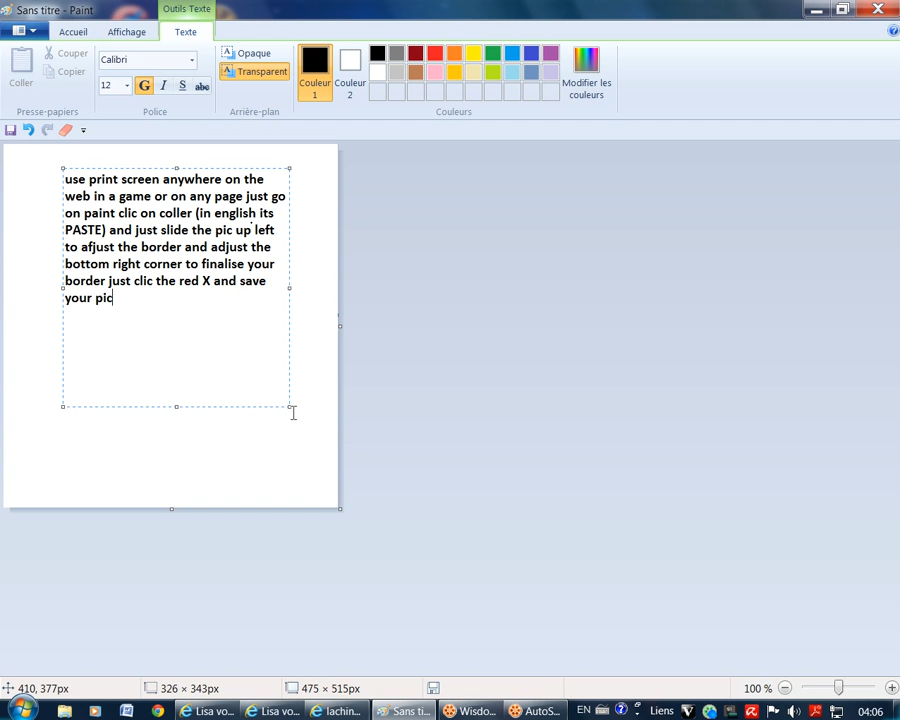 Sans titre - Paint
Outils Texte
Accueil
Affichage
Texte
Coller
Couper
Copier
Presse-papiers
Calibri
12
G I S abc
Police
Opaque
Transparent
Arrière-plan
Couleur 1
Couleur 2
Modifier les couleurs
Couleurs
use print screen anywhere on the
web in a game or on any page just go
on paint clic on coller (in english its
PASTE) and just slide the pic up left
to afjust the border and adjust the
bottom right corner to finalise your
border just clic the red X and save
your pic
410, 377px
326 × 343px
475 × 515px
100 %
Lisa vo...
Lisa vo...
lachin...
Sans ti...
Wisdo...
AutoS...
EN
Liens
04:06